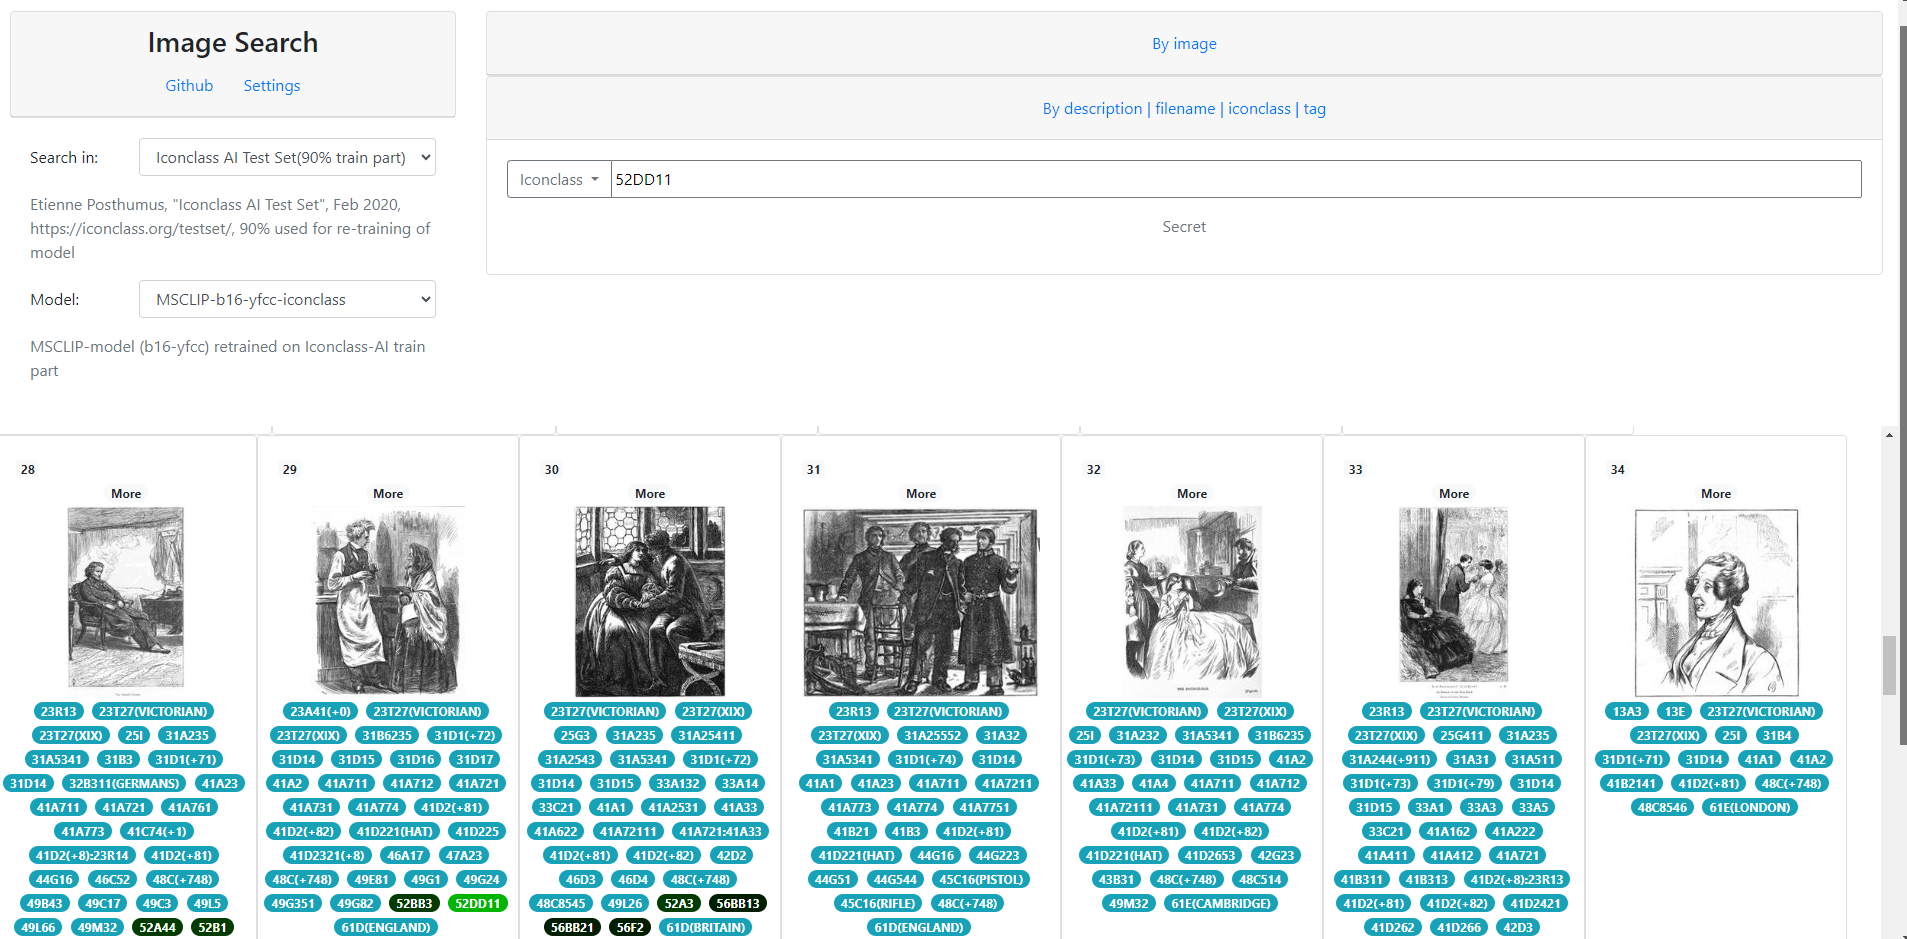 Image Search
Github Settings
Search in: Iconclass AI Test Set(90% train part)
Etienne Posthumus, "Iconclass AI Test Set", Feb 2020,
https://iconclass.org/testset/, 90% used for re-training of
model
Model: MSCLIP-b16-yfcc-iconclass
MSCLIP-model (b16-yfcc) retrained on Iconclass-AI train
part
By image
By description | filename | iconclass | tag
Iconclass 52DD11
Secret
28
More
23R13 23T27(VICTORIAN)
23T27(XIX) 25I 31A235
31A5341 31B3 31D1(+71)
31D14 32B311(GERMANS) 41A23
41A711 41A721 41A761
41A773 41C74(+1)
41D2(+8):23R14 41D2(+81)
44G16 46C52 48C(+748)
49B43 49C17 49C3 49L5
49L66 49M32 52A44 52B1
29
More
23A41(+0) 23T27(VICTORIAN)
23T27(XIX) 31B6235 31D1(+72)
31D14 31D15 31D16 31D17
41A2 41A711 41A712 41A721
41A731 41A774 41D2(+81)
41D2(+82) 41D221(HAT) 41D225
41D2321(+8) 46A17 47A23
48C(+748) 49E81 49G1 49G24
49G351 49G82 52BB3 52DD11
61D(ENGLAND)
30
More
23T27(VICTORIAN) 23T27(XIX)
25G3 31A235 31A25411
31A2543 31A5341 31D1(+72)
31D14 31D15 33A132 33A14
33C21 41A1 41A2531 41A33
41A622 41A72111 41A721:41A33
41D2(+81) 41D2(+82) 42D2
46D3 46D4 48C(+748)
48C8545 49L26 52A3 56BB13
56BB21 56F2 61D(BRITAIN)
31
More
23R13 23T27(VICTORIAN)
23T27(XIX) 31A25552 31A32
31A5341 31D1(+74) 31D14
41A1 41A23 41A711 41A7211
41A773 41A774 41A7751
41B21 41B3 41D2(+81)
41D221(HAT) 44G16 44G223
44G51 44G544 45C16(PISTOL)
45C16(RIFLE) 48C(+748)
61D(ENGLAND)
32
More
23T27(VICTORIAN) 23T27(XIX)
25I 31A232 31A5341 31B6235
31D1(+73) 31D14 31D15 41A2
41A33 41A4 41A711 41A712
41A72111 41A731 41A774
41D2(+81) 41D2(+82)
41D221(HAT) 41D2653 42G23
43B31 48C(+748) 48C514
49M32 61E(CAMBRIDGE)
33
More
23R13 23T27(VICTORIAN)
23T27(XIX) 25G411 31A235
31A244(+911) 31A31 31A511
31D1(+73) 31D1(+79) 31D14
31D15 33A1 33A3 33A5
33C21 41A162 41A222
41A411 41A412 41A721
41B311 41B313 41D2(+8):23R13
41D2(+81) 41D2(+82) 41D2421
41D262 41D266 42D3
34
More
13A3 13E 23T27(VICTORIAN)
23T27(XIX) 25I 31B4
31D1(+71) 31D14 41A1 41A2
41B2141 41D2(+81) 48C(+748)
48C8546 61E(LONDON)